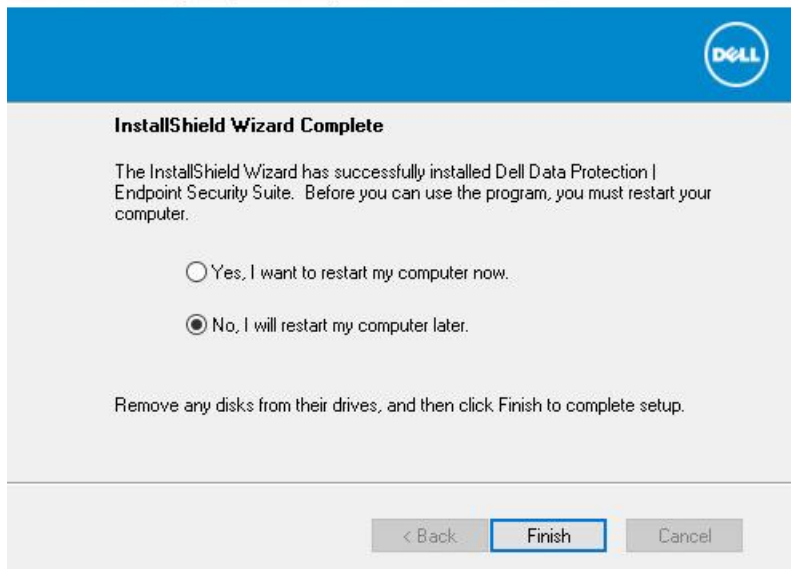 DELL
InstallShield Wizard Complete
The InstallShield Wizard has successfully installed Dell Data Protection |
Endpoint Security Suite. Before you can use the program, you must restart your
computer.
Yes, I want to restart my computer now.
No, I will restart my computer later.
Remove any disks from their drives, and then click Finish to complete setup.
< Back Finish Cancel